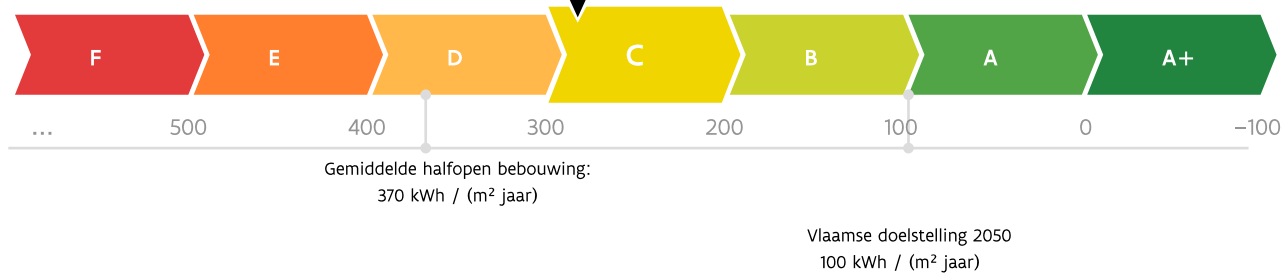 F E D C B A A+
... 500 400 300 200 100 0 −100
Gemiddelde halfopen bebouwing:
370 kWh / (m² jaar)
Vlaamse doelstelling 2050
100 kWh / (m² jaar)